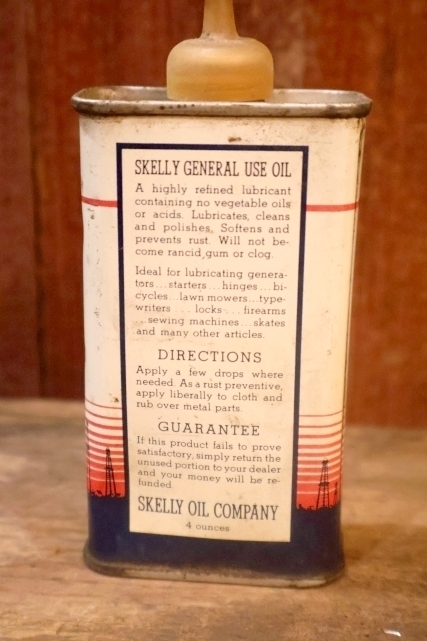 SKELLY GENERAL USE OIL
A highly refined lubricant
containing no vegetable oils
or acids. Lubricates, cleans
and polishes. Softens and
prevents rust. Will not be-
come rancid, gum or clog.
Ideal for lubricating genera-
tors...starters...hinges...bi-
cycles...lawn mowers...type-
writers...locks...firearms
...sewing machines...skates
and many other articles.
DIRECTIONS
Apply a few drops where
needed. As a rust preventive,
apply liberally to cloth and
rub over metal parts.
GUARANTEE
If this product fails to prove
satisfactory, simply return the
unused portion to your dealer
and your money will be re-
funded.
SKELLY OIL COMPANY
4 ounces